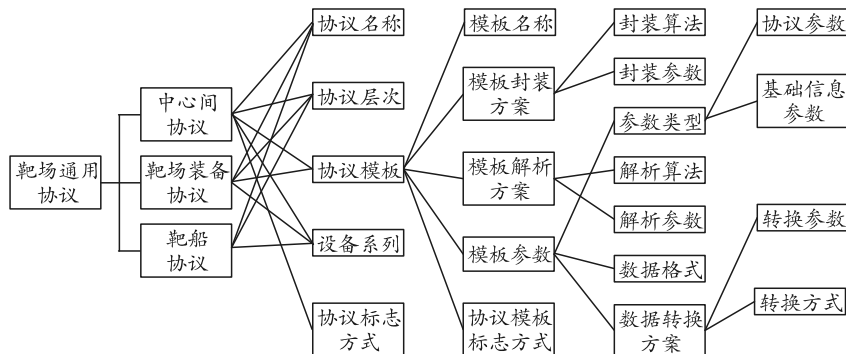 靶场通用
协议
中心间
协议
靶场装备
协议
靶船
协议
协议名称
协议层次
协议模板
设备系列
协议标志
方式
模板名称
模板封装
方案
模板解析
方案
模板参数
协议模板
标志方式
封装算法
封装参数
参数类型
解析算法
解析参数
数据格式
数据转换
方案
协议参数
基础信息
参数
转换参数
转换方式